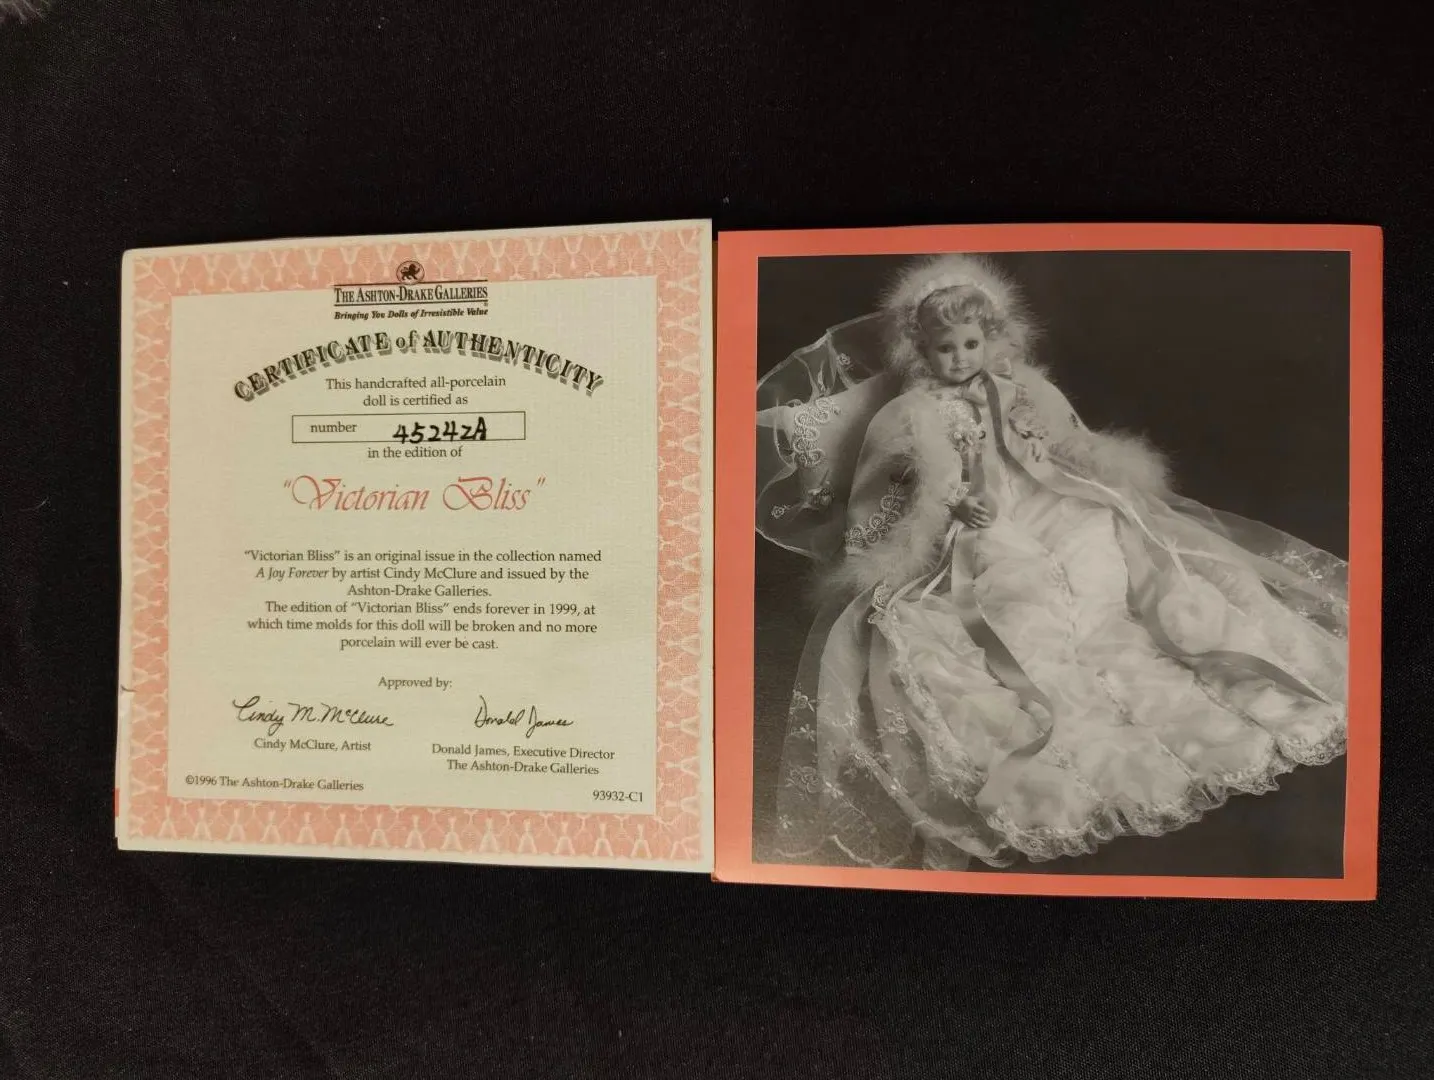 THE ASHTON-DRAKE GALLERIES
®
Bringing You Dolls of Irresistible Value
CERTIFICATE of AUTHENTICITY
This handcrafted all-porcelain
doll is certified as
number 45242A
in the edition of
"Victorian Bliss"
"Victorian Bliss" is an original issue in the collection named
A Joy Forever by artist Cindy McClure and issued by the
Ashton-Drake Galleries.
The edition of "Victorian Bliss" ends forever in 1999, at
which time molds for this doll will be broken and no more
porcelain will ever be cast.
Approved by:
Cindy M. McClure Donald James
Cindy McClure, Artist Donald James, Executive Director
The Ashton-Drake Galleries
©1996 The Ashton-Drake Galleries 93932-C1